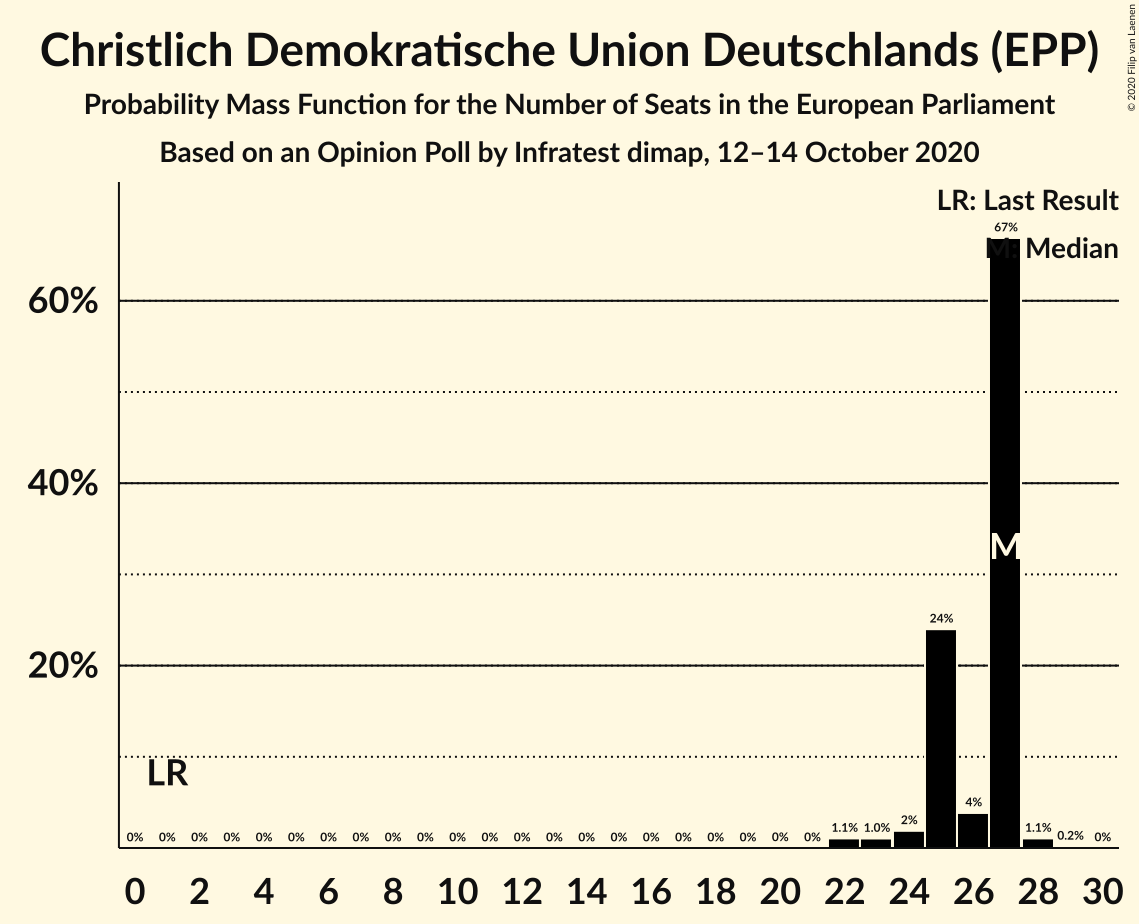 Christlich Demokratische Union Deutschlands (EPP)
Probability Mass Function for the Number of Seats in the European Parliament
Based on an Opinion Poll by Infratest dimap, 12–14 October 2020
© 2020 Filip van Laenen
LR: Last Result
67%
M: Median
60%
40%
M
24%
20%
LR
4%
2%
1.1% 1.0% 1.1% 0.2%
0% 0% 0% 0% 0% 0% 0% 0% 0% 0% 0% 0% 0% 0% 0% 0% 0% 0% 0% 0% 0% 0% 0%
0 2 4 6 8 10 12 14 16 18 20 22 24 26 28 30